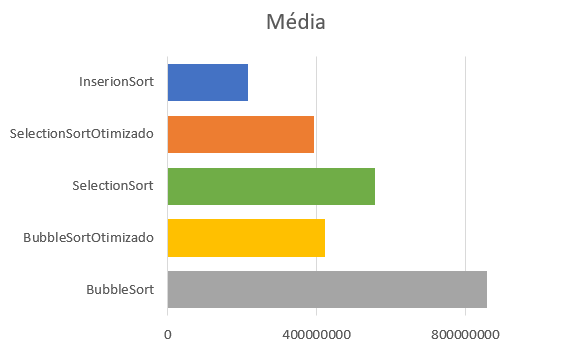 Média
InserionSort
SelectionSortOtimizado
SelectionSort
BubbleSortOtimizado
BubbleSort
0 400000000 800000000